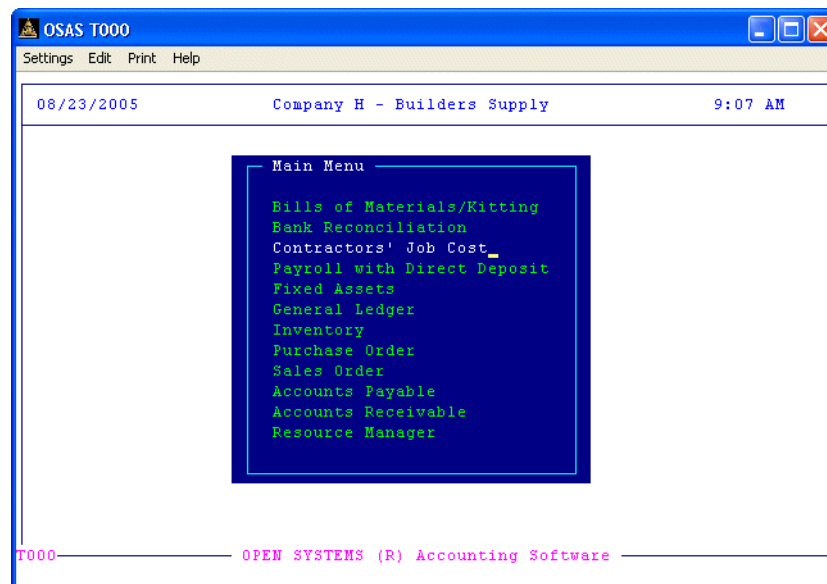 OSAS T000
Settings Edit Print Help
08/23/2005 Company H - Builders Supply 9:07 AM
Main Menu
Bills of Materials/Kitting
Bank Reconciliation
Contractors' Job Cost
Payroll with Direct Deposit
Fixed Assets
General Ledger
Inventory
Purchase Order
Sales Order
Accounts Payable
Accounts Receivable
Resource Manager
T000 OPEN SYSTEMS (R) Accounting Software